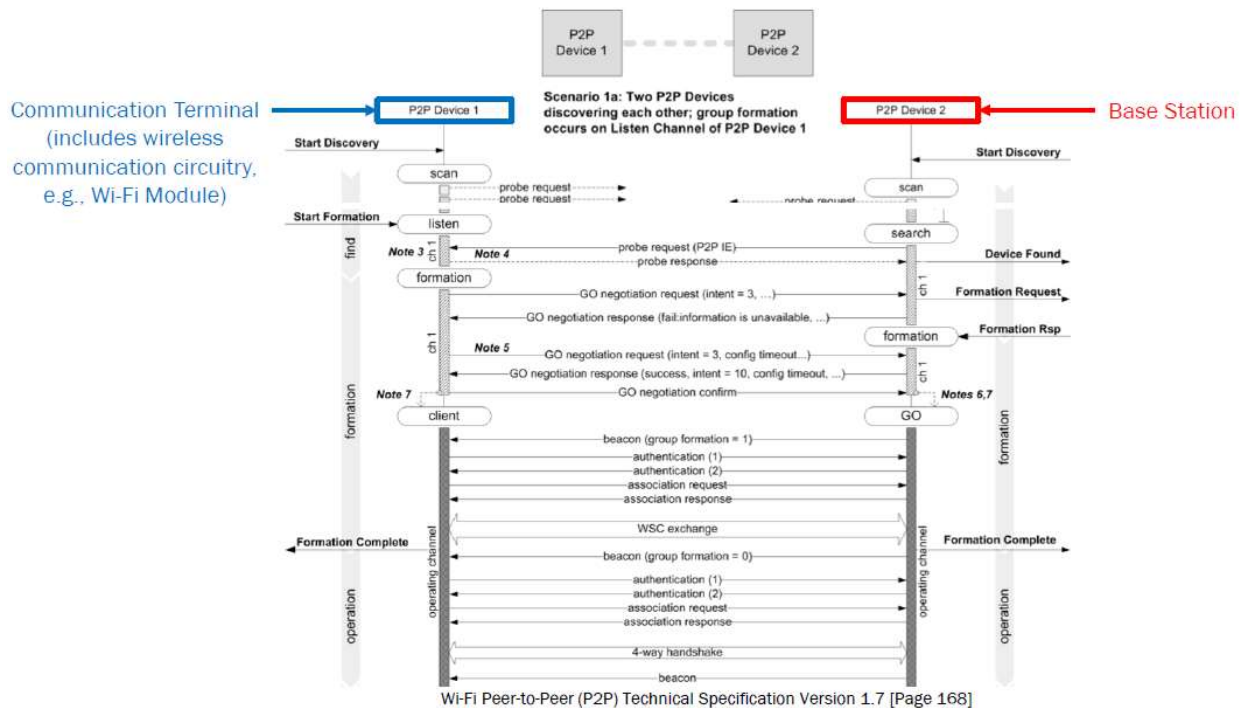 P2P
Device 1
P2P
Device 2
Communication Terminal
(includes wireless
communication circuitry,
e.g., Wi-Fi Module)
P2P Device 1
Scenario 1a: Two P2P Devices
discovering each other; group formation
occurs on Listen Channel of P2P Device 1
P2P Device 2
Base Station
Start Discovery
Start Discovery
scan
scan
probe request
probe request
probe request
Start Formation
listen
search
find
Note 3
ch 1
Note 4
probe request (P2P IE)
probe response
Device Found
formation
ch 1
GO negotiation request (intent = 3, ...)
Formation Request
GO negotiation response (fail:information is unavailable, ...)
formation
Formation Rsp
ch 1
Note 5
GO negotiation request (intent = 3, config timeout...)
GO negotiation response (success, intent = 10, config timeout, ...)
ch 1
Note 7
GO negotiation confirm
Notes 6,7
formation
client
GO
formation
beacon (group formation = 1)
authentication (1)
authentication (2)
association request
association response
WSC exchange
Formation Complete
Formation Complete
operating channel
operating channel
beacon (group formation = 0)
authentication (1)
authentication (2)
association request
association response
operation
operation
4-way handshake
beacon
Wi-Fi Peer-to-Peer (P2P) Technical Specification Version 1.7 [Page 168]